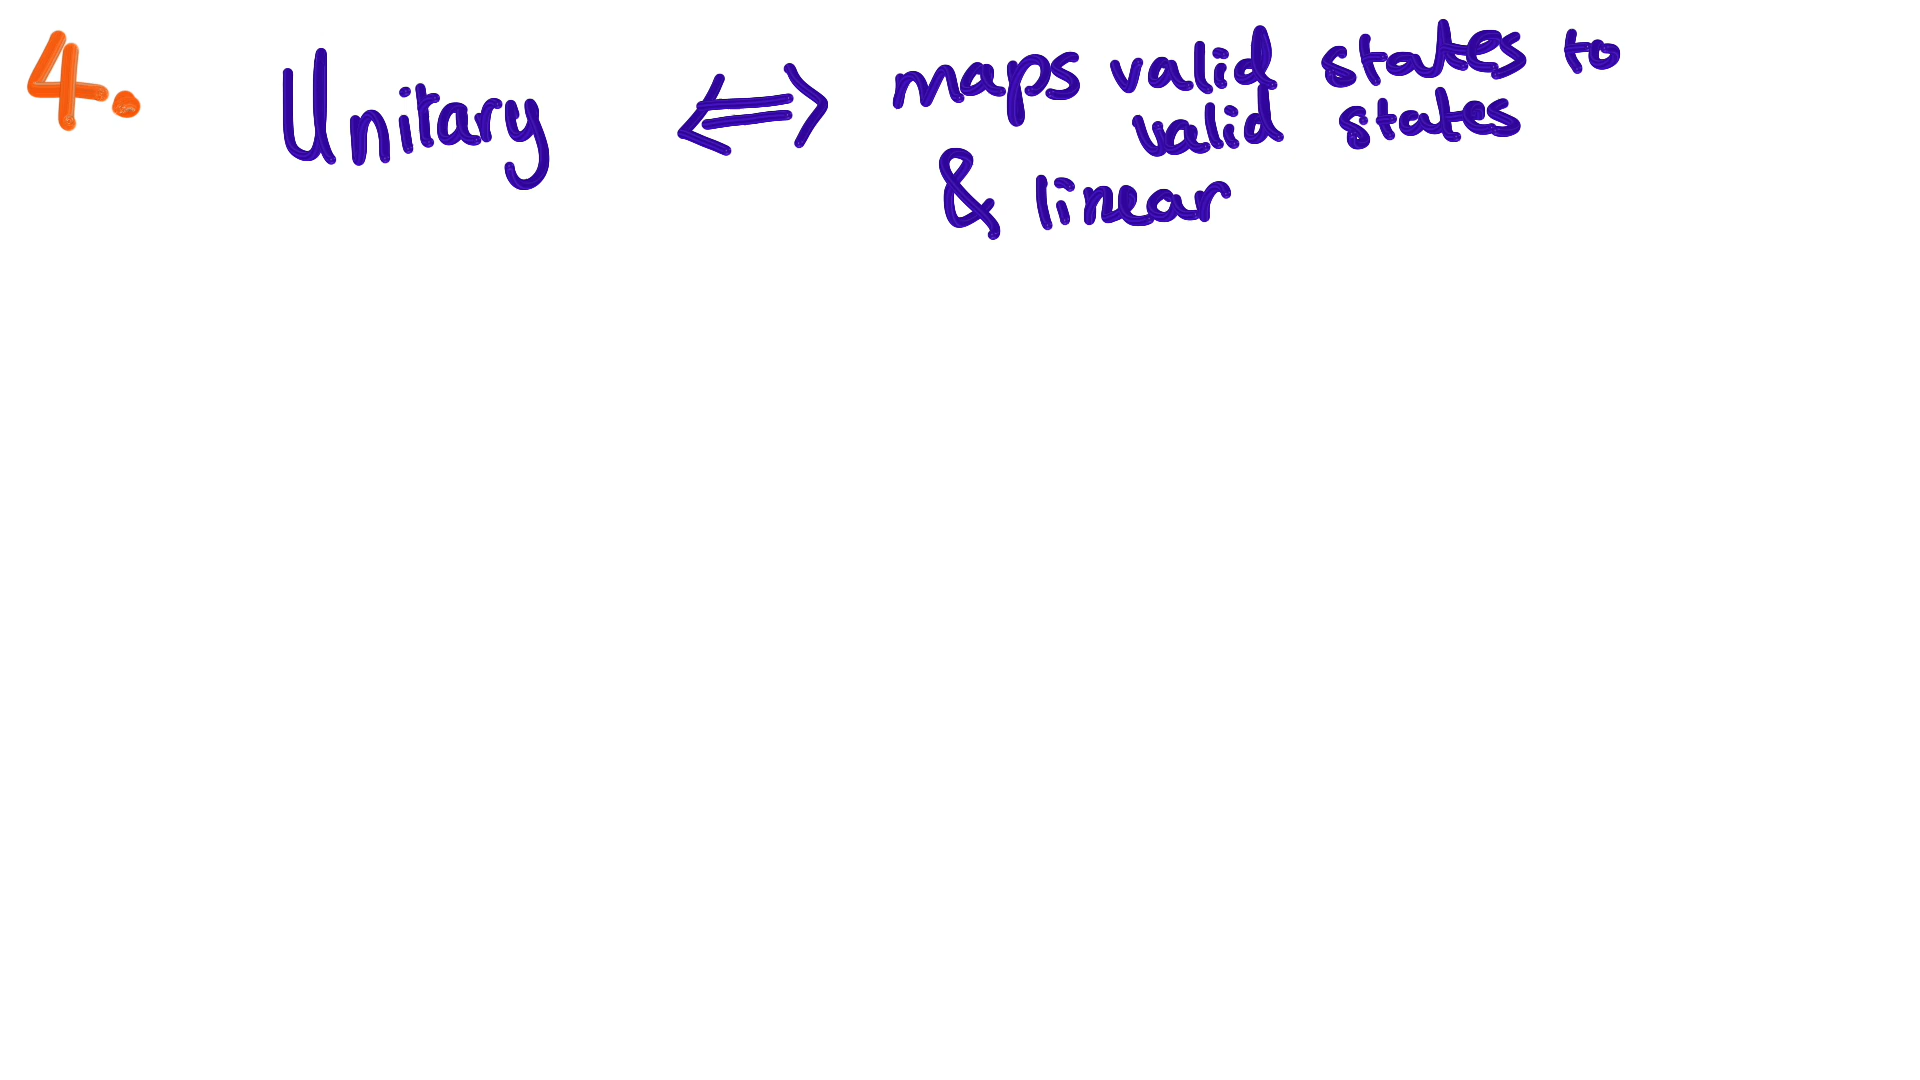 4.
Unitary ⟺ maps valid states to
valid states
& linear